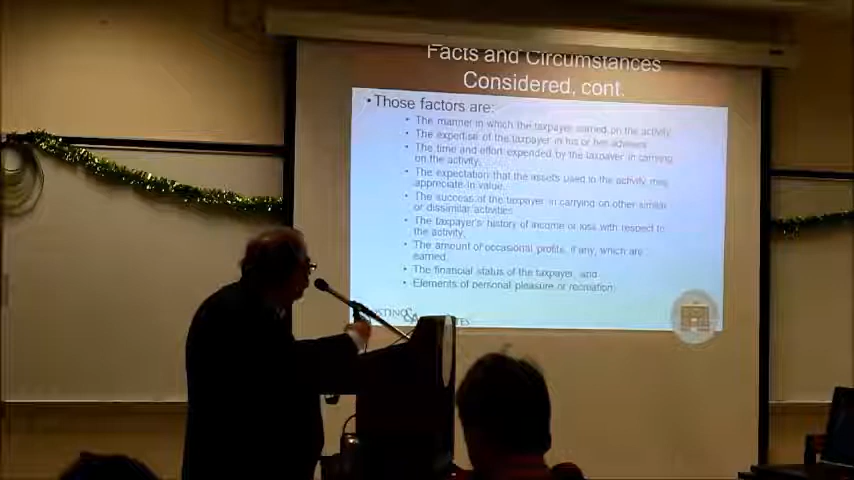 Facts and Circumstances
Considered, cont.
• Those factors are:
• The manner in which the taxpayer carried on the activity
• The expertise of the taxpayer in his or her advisers
• The time and effort expended by the taxpayer in carrying
on the activity,
• The expectation that the assets used in the activity may
appreciate in value,
• The success of the taxpayer in carrying on other similar
or dissimilar activities
• The taxpayer's history of income or loss with respect to
the activity,
• The amount of occasional profits, if any, which are
earned,
• The financial status of the taxpayer, and
• Elements of personal pleasure or recreation